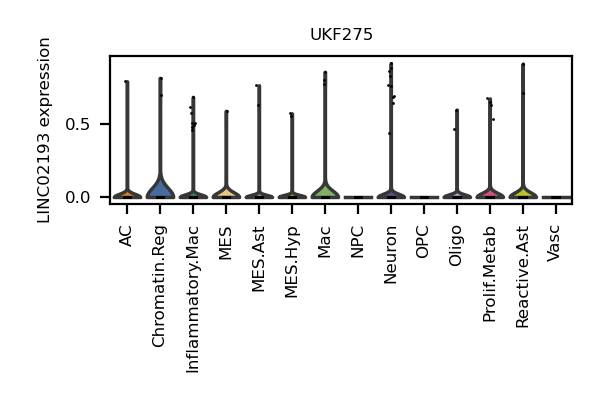 UKF275
LINC02193 expression
0.5
0.0
AC
Chromatin.Reg
Inflammatory.Mac
MES
MES.Ast
MES.Hyp
Mac
NPC
Neuron
OPC
Oligo
Prolif.Metab
Reactive.Ast
Vasc